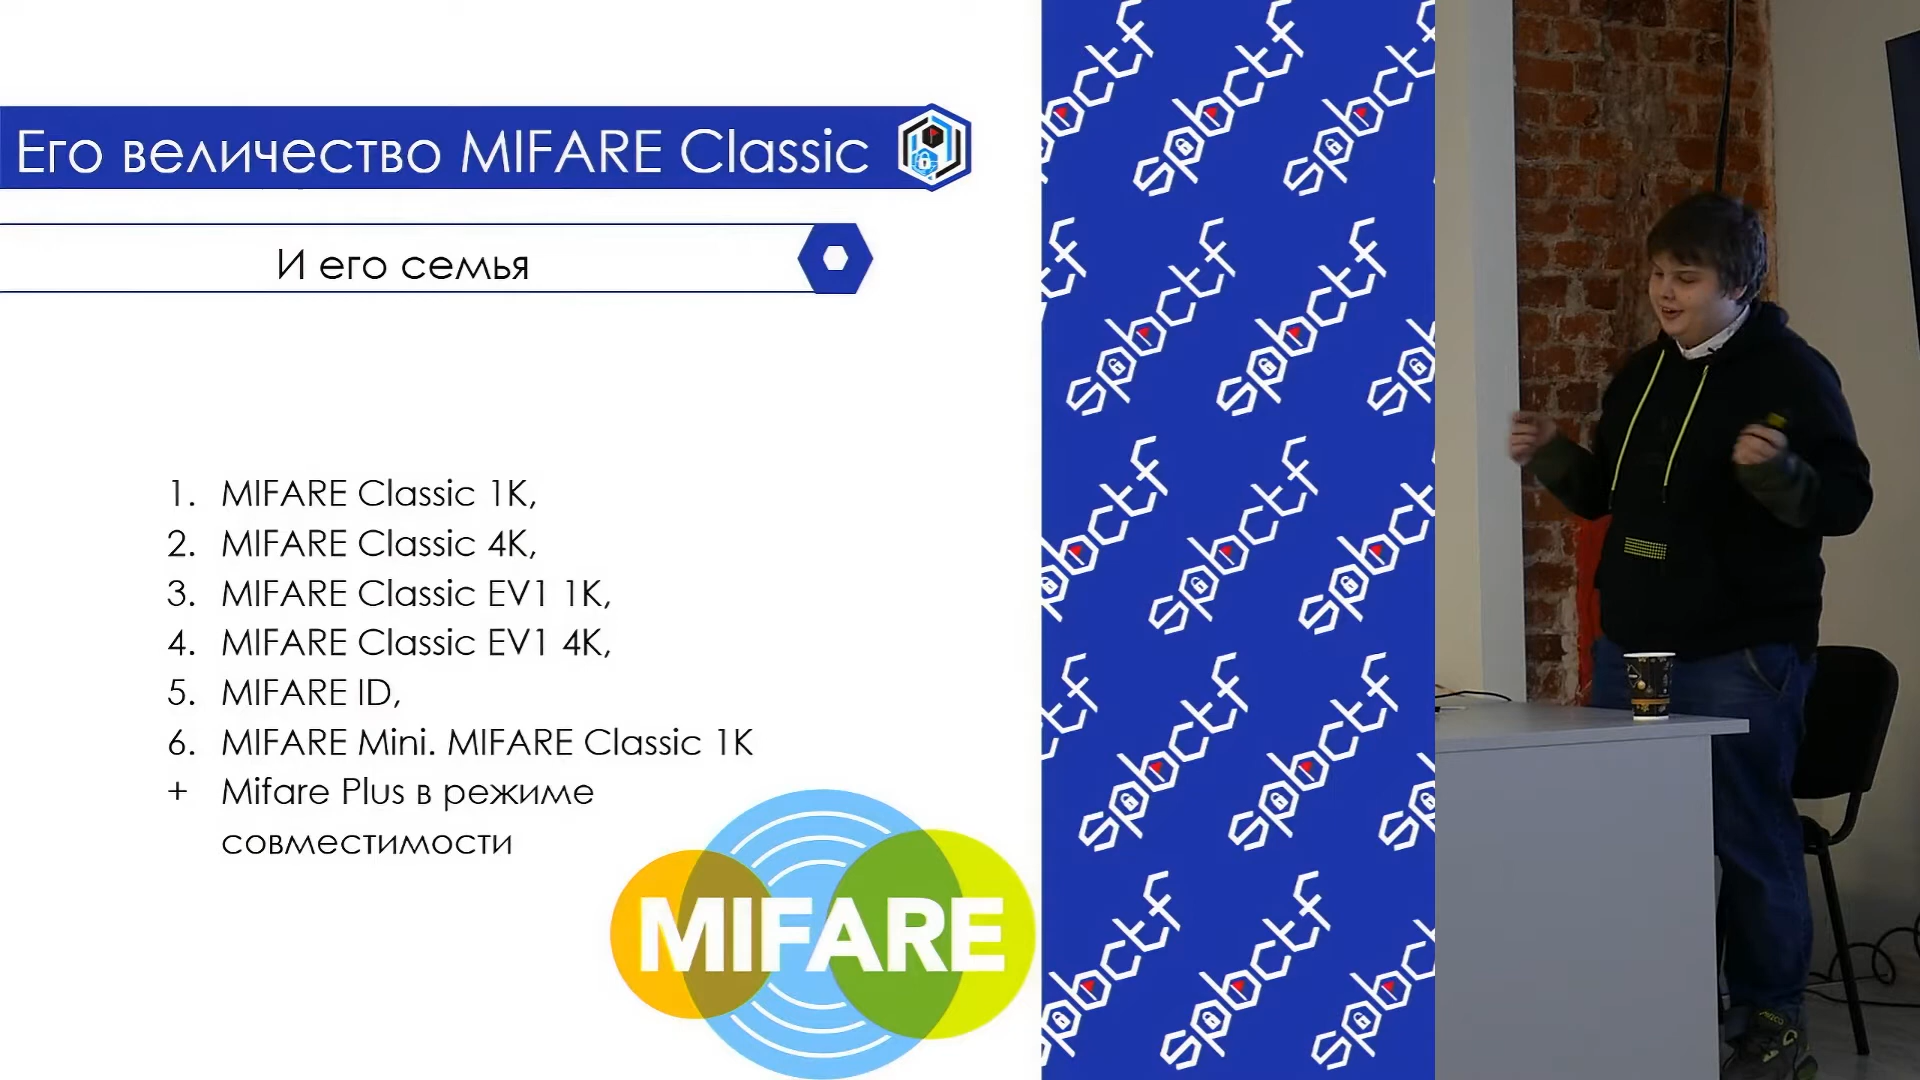 Его величество MIFARE Classic
И его семья
1. MIFARE Classic 1K,
2. MIFARE Classic 4K,
3. MIFARE Classic EV1 1K,
4. MIFARE Classic EV1 4K,
5. MIFARE ID,
6. MIFARE Mini. MIFARE Classic 1K
+ Mifare Plus в режиме
совместимости
MIFARE
spbctf